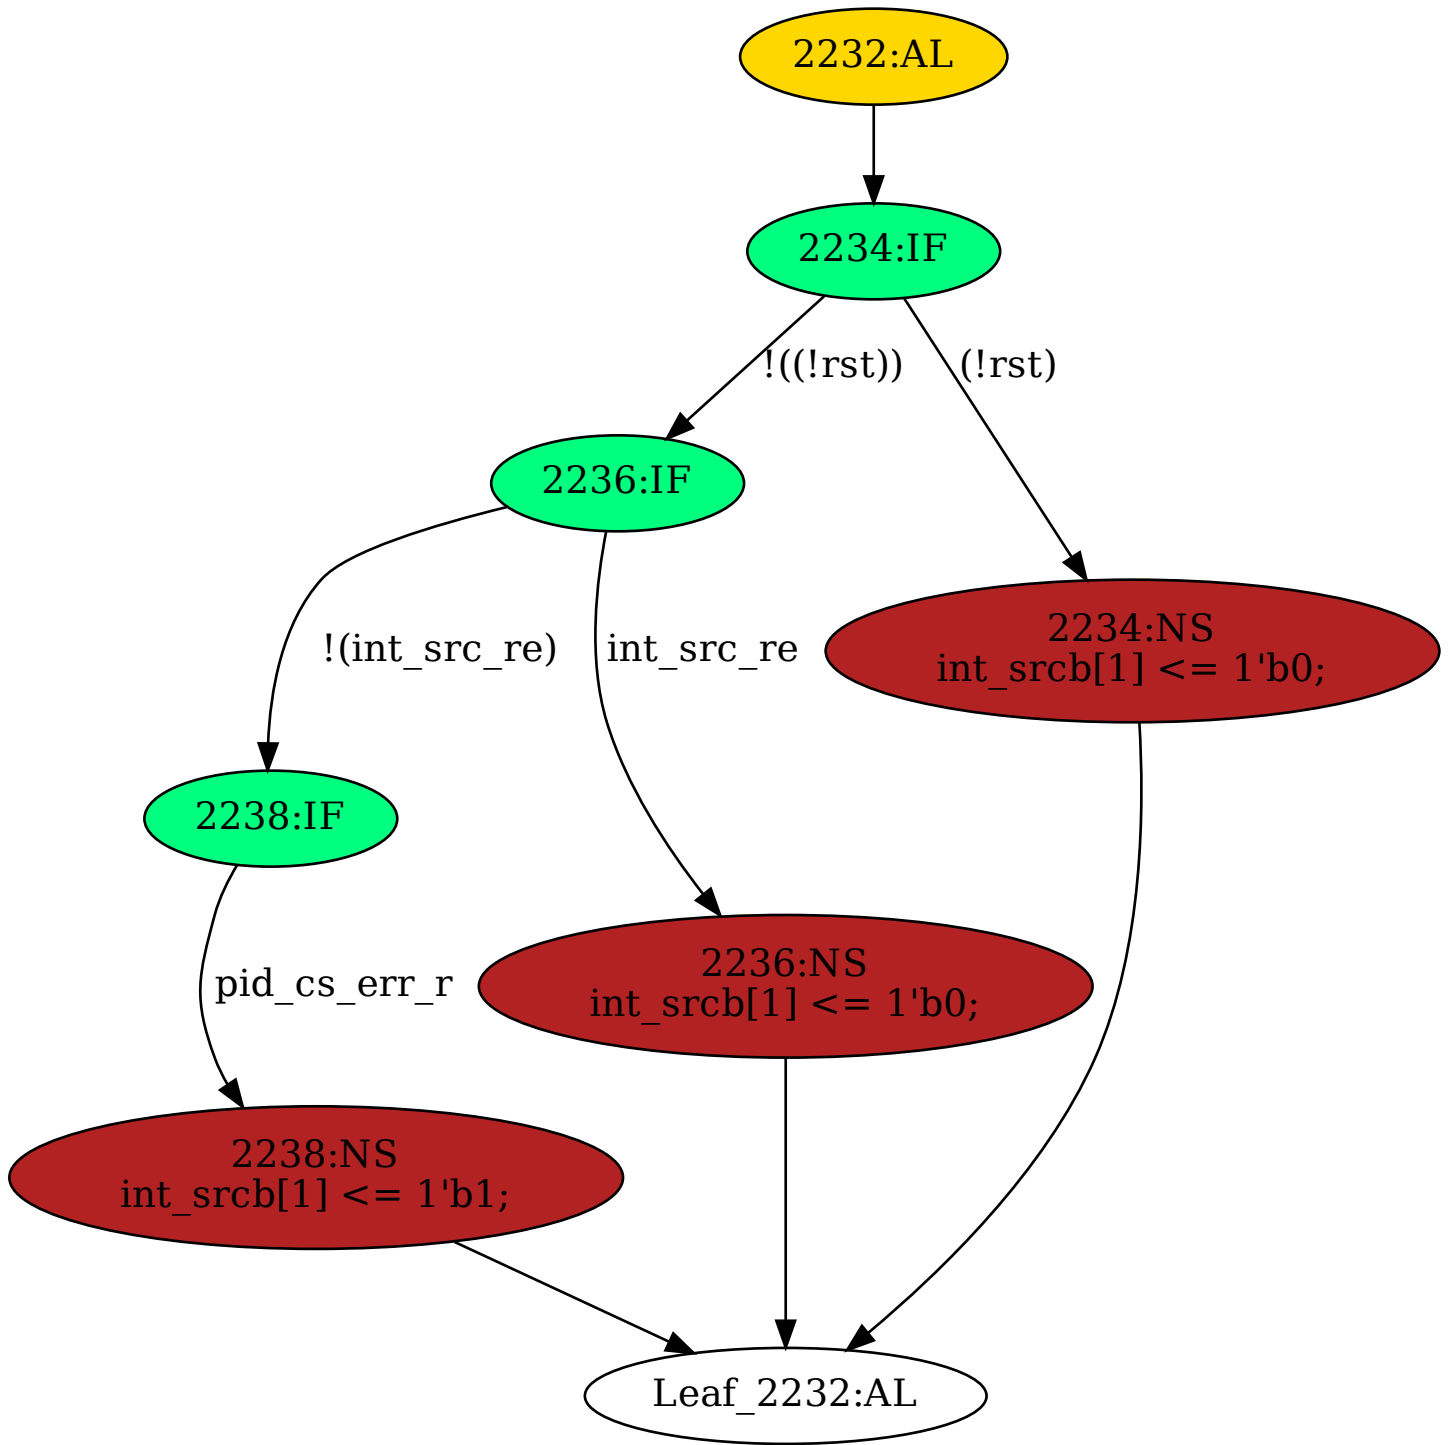 2232:AL
2234:IF
!((!rst))
(!rst)
2236:IF
!(int_src_re)
int_src_re
2234:NS
int_srcb[1] <= 1'b0;
2238:IF
pid_cs_err_r
2236:NS
int_srcb[1] <= 1'b0;
2238:NS
int_srcb[1] <= 1'b1;
Leaf_2232:AL